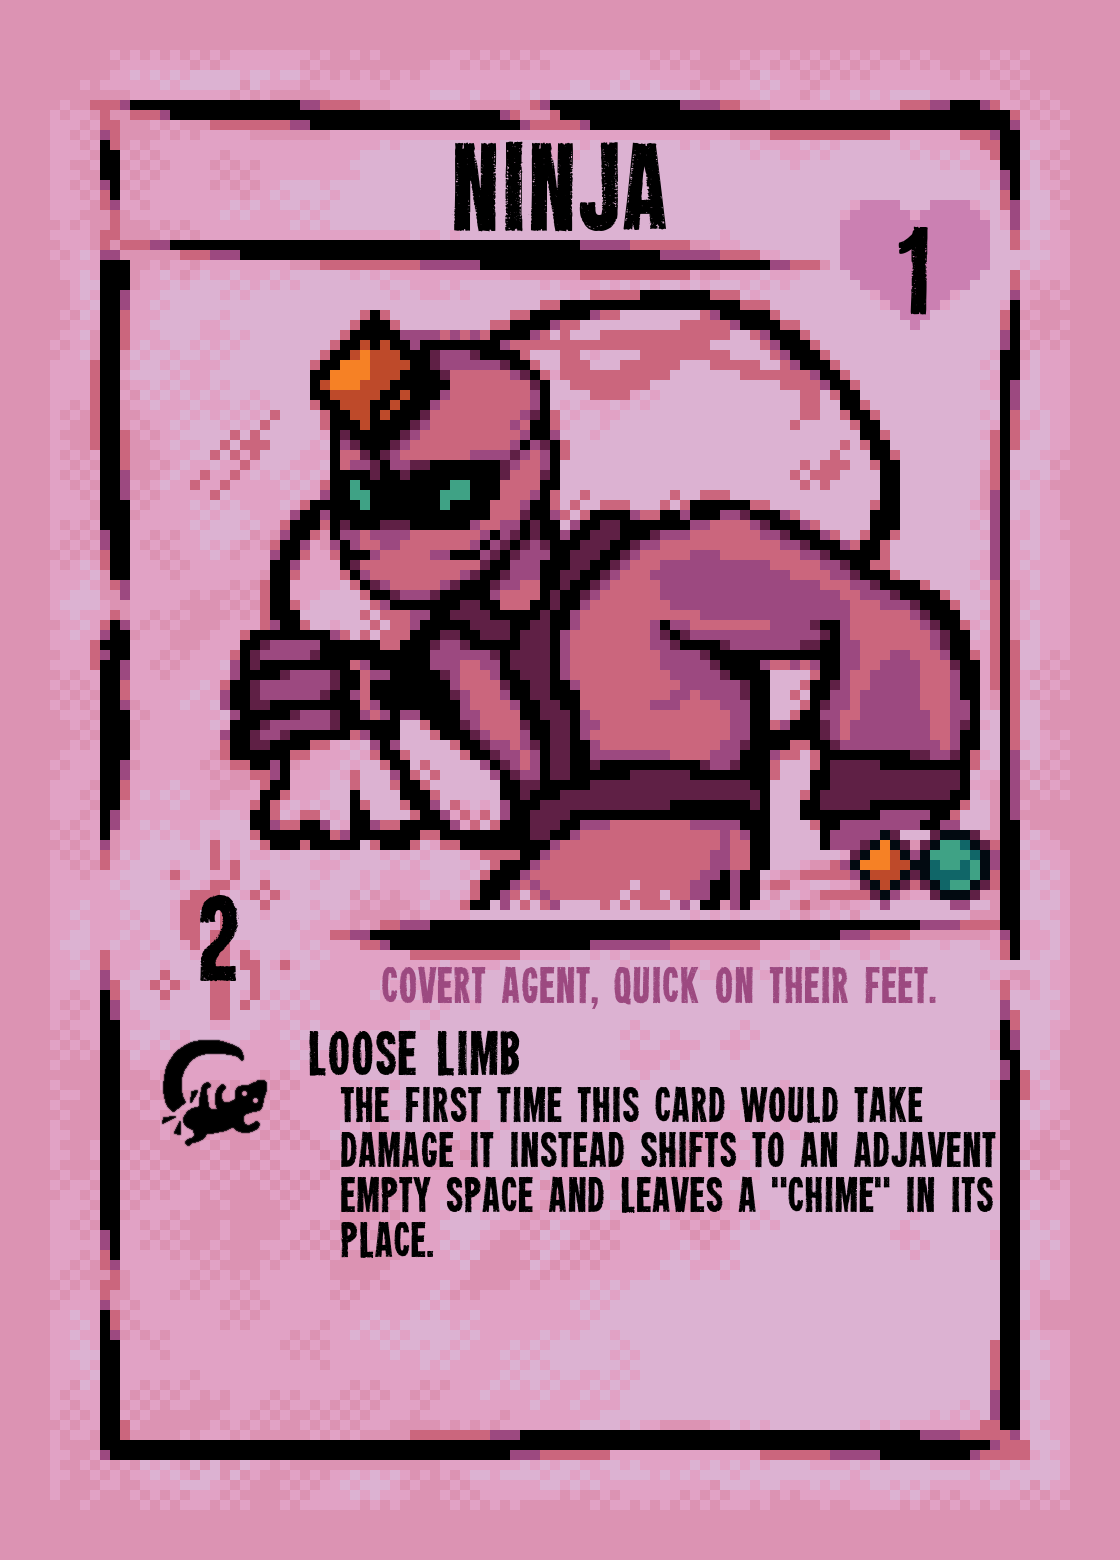 NINJA
1
2
COVERT AGENT, QUICK ON THEIR FEET.
LOOSE LIMB
THE FIRST TIME THIS CARD WOULD TAKE
DAMAGE IT INSTEAD SHIFTS TO AN ADJAVENT
EMPTY SPACE AND LEAVES A "CHIME" IN ITS
PLACE.